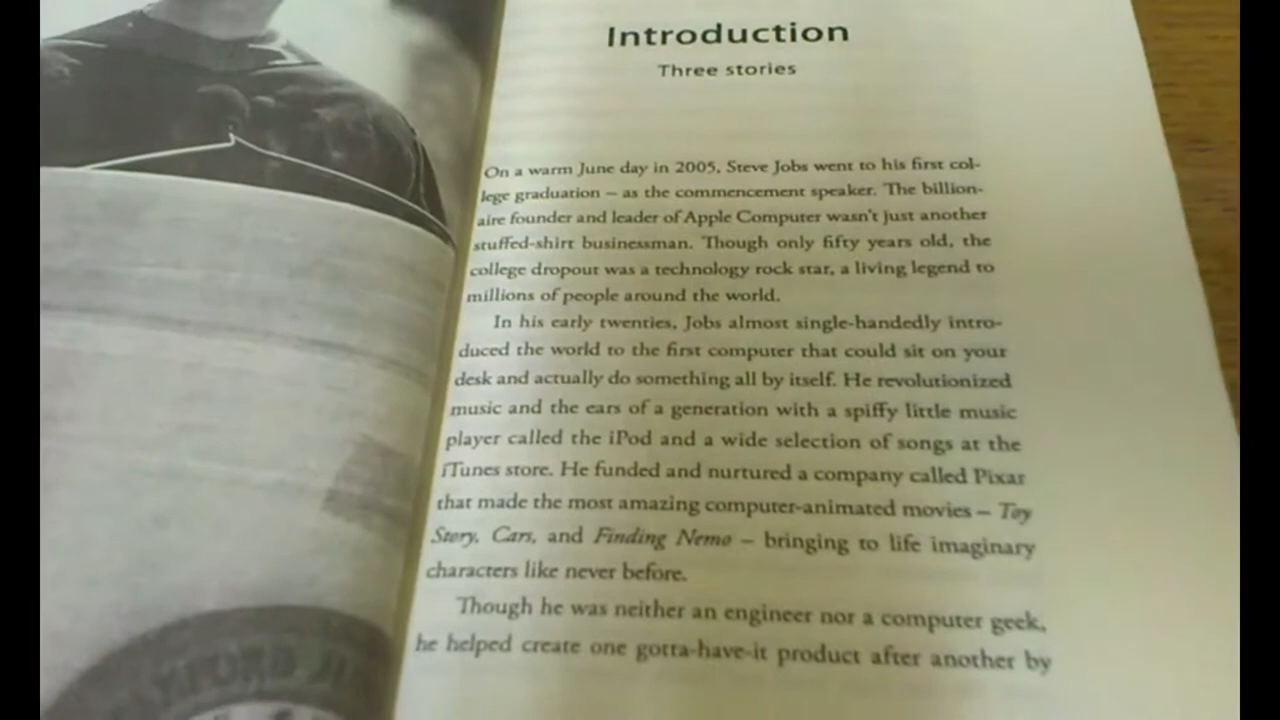 Introduction
Three stories
On a warm June day in 2005, Steve Jobs went to his first col-
lege graduation – as the commencement speaker. The billion-
aire founder and leader of Apple Computer wasn't just another
stuffed-shirt businessman. Though only fifty years old, the
college dropout was a technology rock star, a living legend to
millions of people around the world.
In his early twenties, Jobs almost single-handedly intro-
duced the world to the first computer that could sit on your
desk and actually do something all by itself. He revolutionized
music and the ears of a generation with a spiffy little music
player called the iPod and a wide selection of songs at the
iTunes store. He funded and nurtured a company called Pixar
that made the most amazing computer-animated movies – Toy
Story, Cars, and Finding Nemo – bringing to life imaginary
characters like never before.
Though he was neither an engineer nor a computer geek,
he helped create one gotta-have-it product after another by